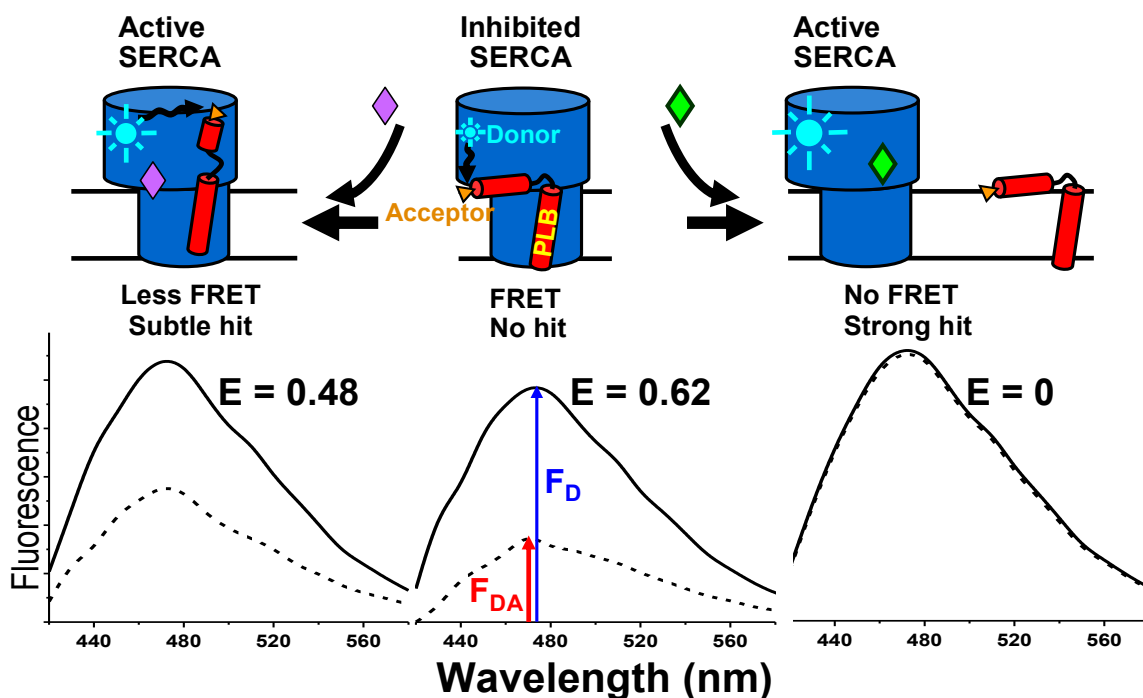 Active
SERCA
Inhibited
SERCA
Active
SERCA
Donor
Acceptor
PLB
Less FRET
Subtle hit
FRET
No hit
No FRET
Strong hit
E = 0.48
E = 0.62
E = 0
F_D
F_DA
Fluorescence
440 480 520 560
440 480 520 560
440 480 520 560
Wavelength (nm)